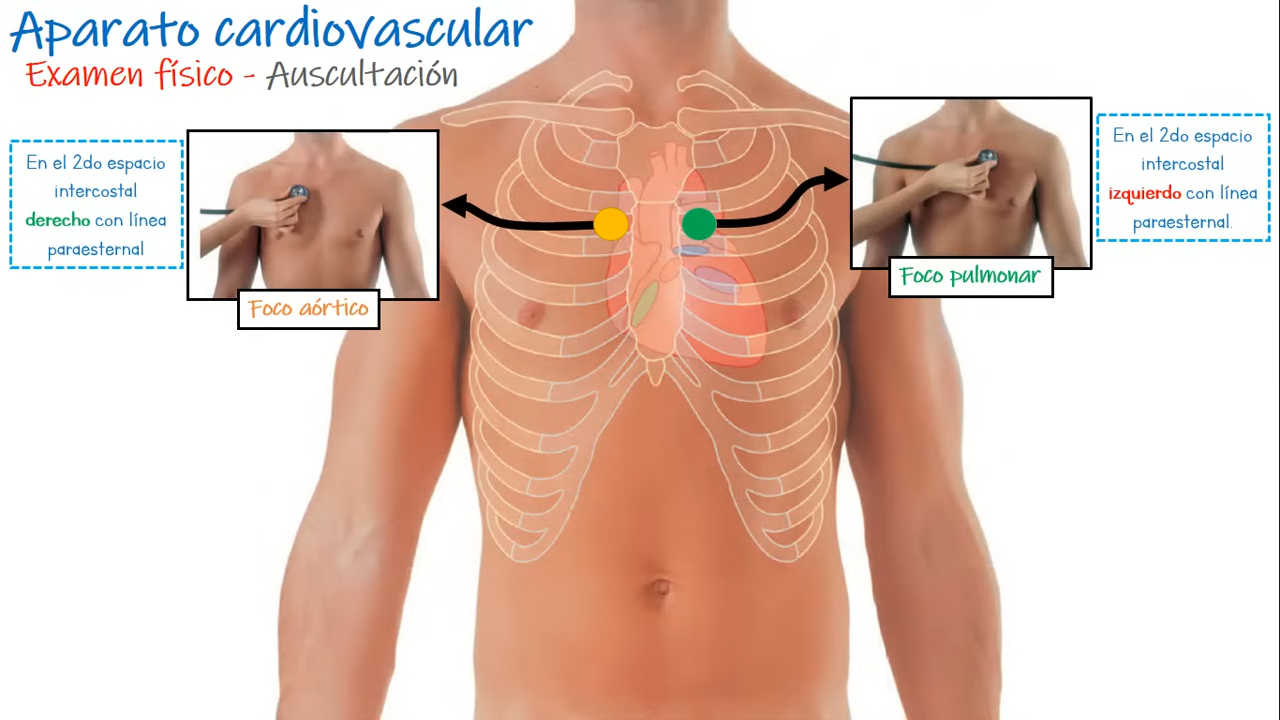 Aparato cardiovascular
Examen físico - Auscultación
En el 2do espacio
intercostal
derecho con línea
paraesternal
Foco aórtico
En el 2do espacio
intercostal
izquierdo con línea
paraesternal.
Foco pulmonar